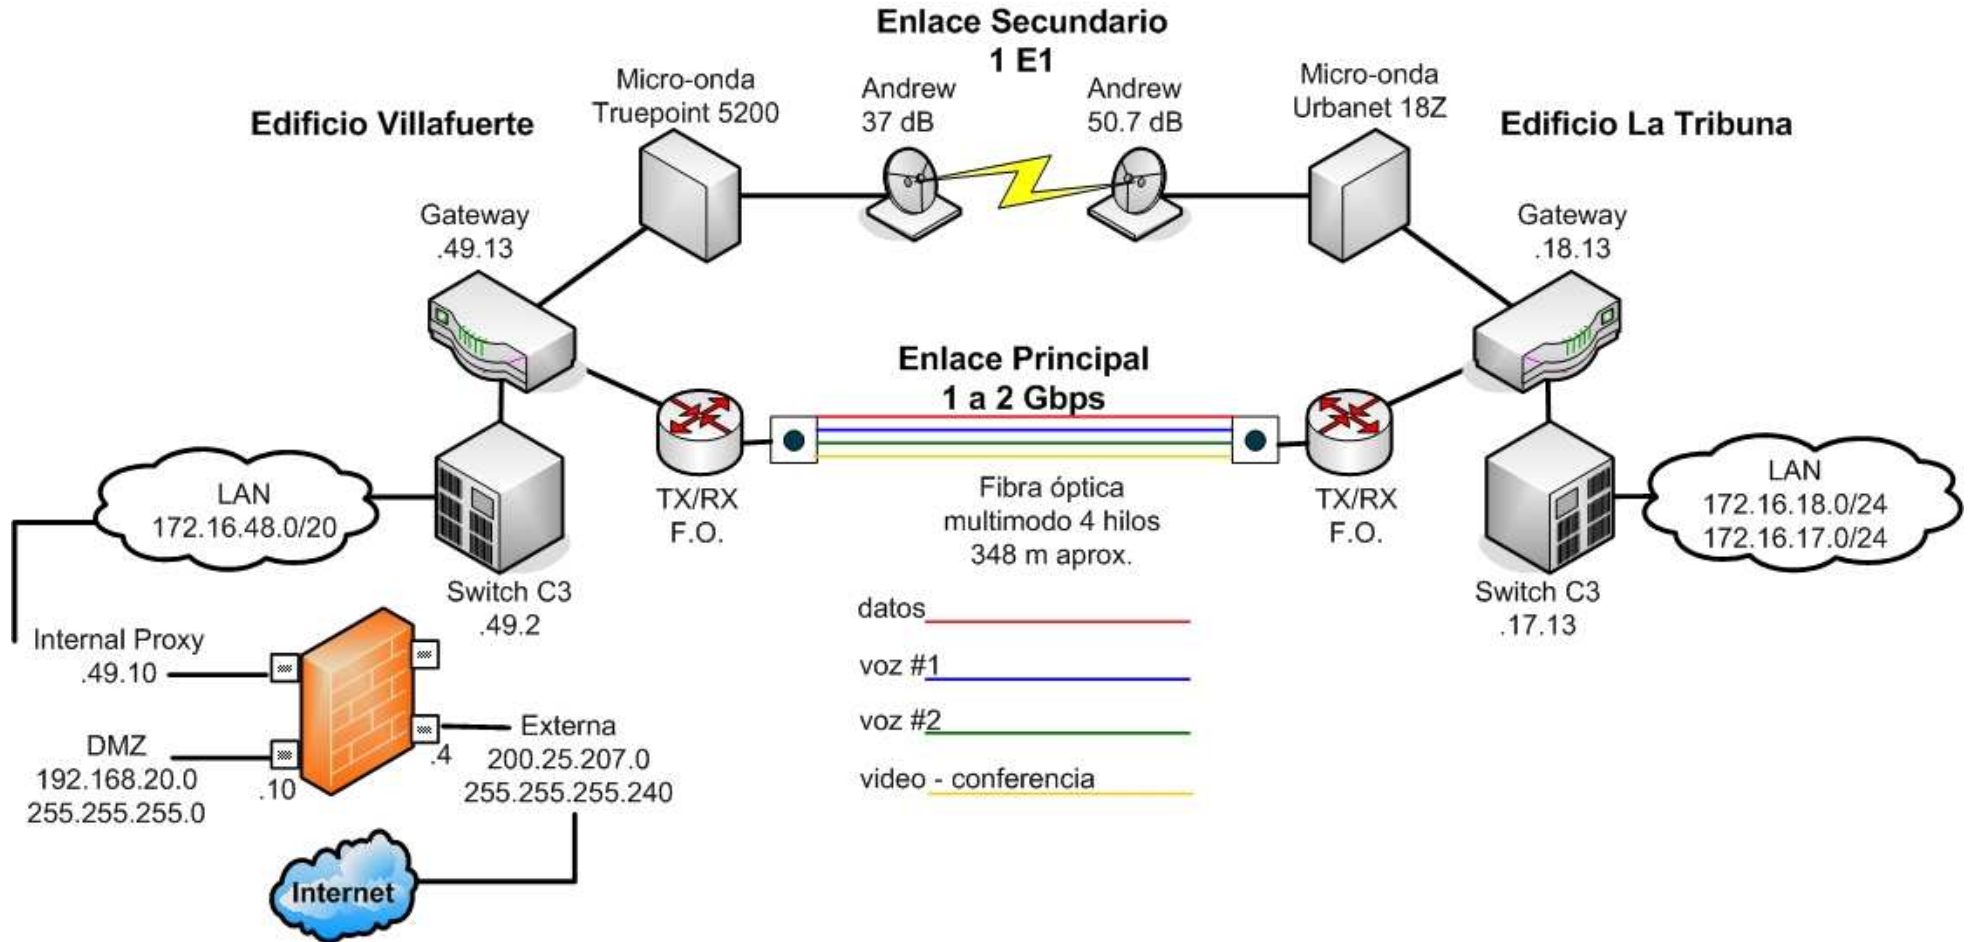 Enlace Secundario
1 E1
Edificio Villafuerte
Micro-onda
Truepoint 5200
Andrew
37 dB
Andrew
50.7 dB
Micro-onda
Urbanet 18Z
Edificio La Tribuna
Gateway
.49.13
Gateway
.18.13
Enlace Principal
1 a 2 Gbps
LAN
172.16.48.0/20
TX/RX
F.O.
Fibra óptica
multimodo 4 hilos
348 m aprox.
TX/RX
F.O.
LAN
172.16.18.0/24
172.16.17.0/24
Switch C3
.49.2
Switch C3
.17.13
Internal Proxy
.49.10
DMZ
192.168.20.0
255.255.255.0
.10
.4
Externa
200.25.207.0
255.255.255.240
Internet
datos
voz #1
voz #2
video - conferencia